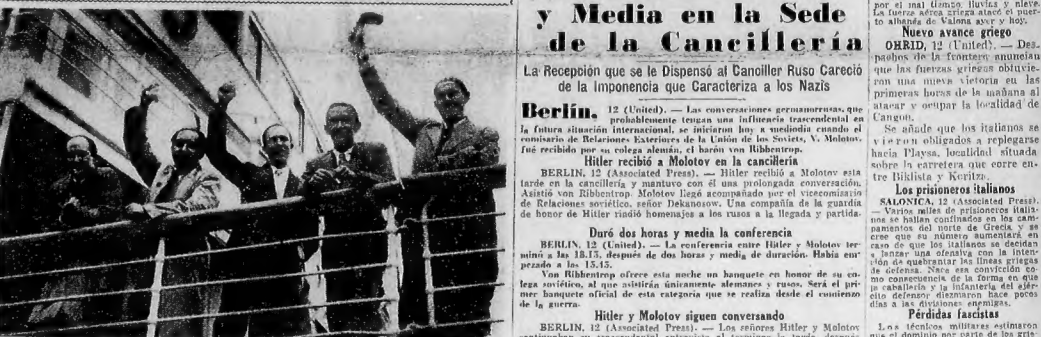 y Media en la Sede
de la Cancillería
La Recepción que se le Dispensó al Canciller Ruso Careció
de la Imponencia que Caracteriza a los Nazis
Berlín, 12 (United). — Las conversaciones germanorrusas, que
probablemente tengan una influencia trascendental en
la futura situación internacional, se iniciaron hoy a mediodía cuando el
comisario de Relaciones Exteriores de la Unión de los Soviets, V. Molotov,
fué recibido por su colega alemán, el barón von Ribbentrop.
Hitler recibió a Molotov en la cancillería
BERLIN, 12 (Associated Press). — Hitler recibió a Molotov esta
tarde en la cancillería y mantuvo con él una prolongada conversación.
Asistió von Ribbentrop. Molotov llegó acompañado por el vicecomisario
de Relaciones soviético, señor Dekanosow. Una compañía de la guardia
de honor de Hitler rindió homenajes a los rusos a la llegada y partida.
Duró dos horas y media la conferencia
BERLIN, 12 (United). — La conferencia entre Hitler y Molotov ter-
minó a las 18.15, después de dos horas y media de duración. Había em-
pezado a las 15.45.
Von Ribbentrop ofrece esta noche un banquete en honor de su co-
lega soviético, al que asistirán únicamente alemanes y rusos. Será el pri-
mer banquete oficial de esta categoría que se realiza desde el comienzo
de la guerra.
Hitler y Molotov siguen conversando
BERLIN, 12 (Associated Press). — Los señores Hitler y Molotov
por el mal tiempo, lluvias y nieve.
La fuerza aérea griega atacó el puer-
to albanés de Valona ayer y hoy.
Nuevo avance griego
OHRID, 12 (United). — Des-
pachos de la frontera anuncian
que las fuerzas griegas obtuvie-
ron una nueva victoria en las
primeras horas de la mañana al
atacar y ocupar la localidad de
Cangon.
Se añade que los italianos se
vieron obligados a replegarse
hacia Playsa, localidad situada
sobre la carretera que corre en-
tre Biklista y Koritza.
Los prisioneros italianos
SALONICA, 12 (Associated Press).
— Varios miles de prisioneros italia-
nos se hallan confinados en los cam-
pamentos del norte de Grecia, y se
cree que su número aumentará en
caso de que los italianos se decidan
a lanzar una ofensiva con la inten-
ción de quebrantar las líneas griegas
de defensa. Nace esa convicción co-
mo consecuencia de la forma en que
la caballería y la infantería del ejér-
cito defensor diezmaron hace pocos
días a las divisiones enemigas.
Pérdidas fascistas
Los técnicos militares estimaron
que el dominio por parte de los grie-